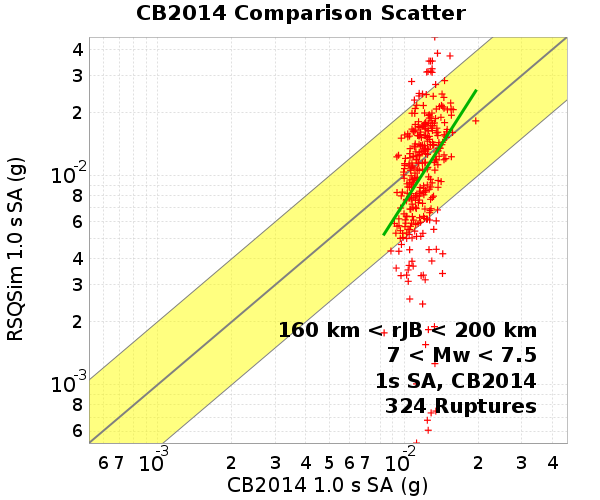 CB2014 Comparison Scatter
RSQSim 1.0 s SA (g)
4
3
2
10-2
8
6
4
3
2
10-3
8
6
160 km < rJB < 200 km
7 < Mw < 7.5
1s SA, CB2014
324 Ruptures
6 7 10-3 2 3 4 5 6 7 10-2 2 3 4
CB2014 1.0 s SA (g)